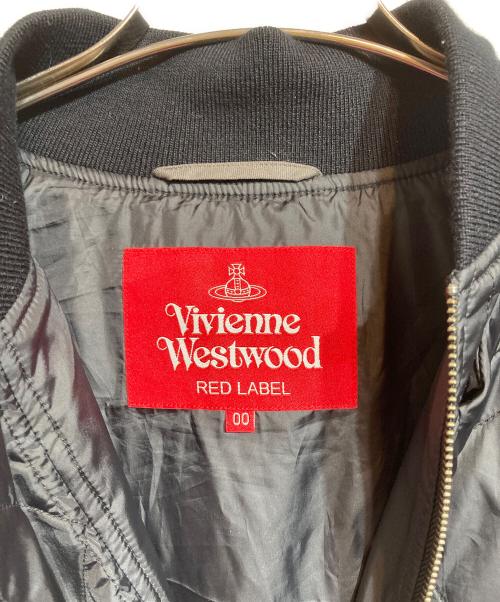 Vivienne
Westwood
RED LABEL
00